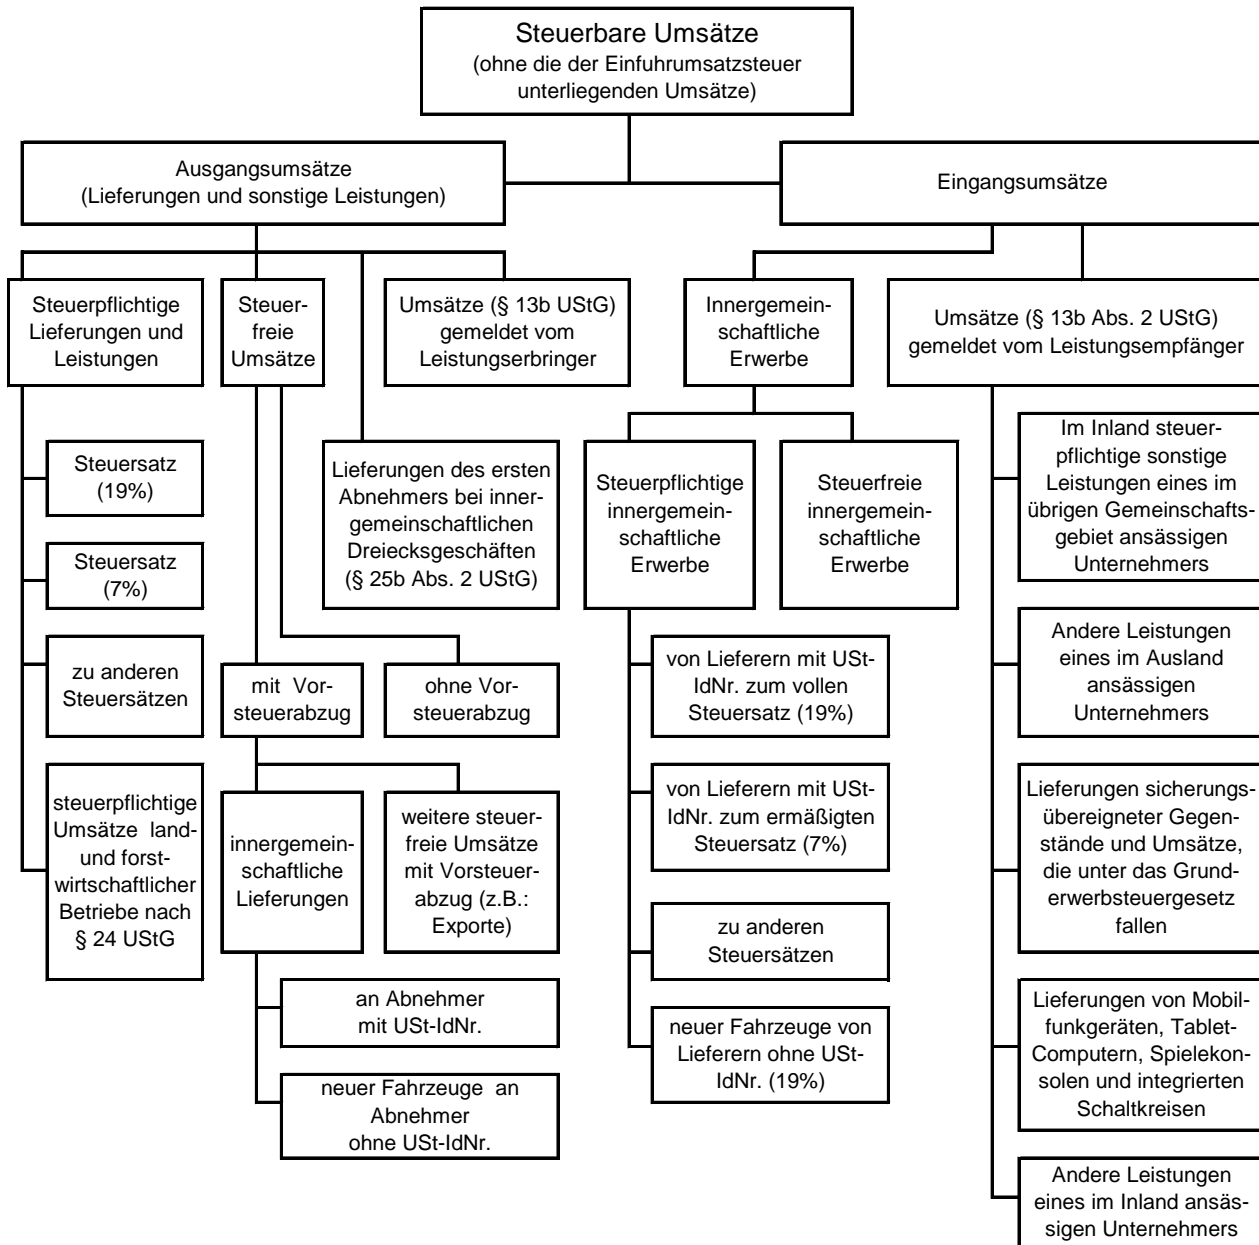 Steuerbare Umsätze
(ohne die der Einfuhrumsatzsteuer
unterliegenden Umsätze)
Ausgangsumsätze
(Lieferungen und sonstige Leistungen)
Eingangsumsätze
Steuerpflichtige
Lieferungen und
Leistungen
Steuer-
freie
Umsätze
Umsätze (§ 13b UStG)
gemeldet vom
Leistungserbringer
Innergemein-
schaftliche
Erwerbe
Umsätze (§ 13b Abs. 2 UStG)
gemeldet vom Leistungsempfänger
Steuersatz
(19%)
Steuersatz
(7%)
zu anderen
Steuersätzen
steuerpflichtige
Umsätze land-
und forst-
wirtschaftlicher
Betriebe nach
§ 24 UStG
Lieferungen des ersten
Abnehmers bei inner-
gemeinschaftlichen
Dreiecksgeschäften
(§ 25b Abs. 2 UStG)
mit Vor-
steuerabzug
ohne Vor-
steuerabzug
innergemein-
schaftliche
Lieferungen
weitere steuer-
freie Umsätze
mit Vorsteuer-
abzug (z.B.:
Exporte)
an Abnehmer
mit USt-IdNr.
neuer Fahrzeuge an
Abnehmer
ohne USt-IdNr.
Steuerpflichtige
innergemein-
schaftliche
Erwerbe
Steuerfreie
innergemein-
schaftliche
Erwerbe
von Lieferern mit USt-
IdNr. zum vollen
Steuersatz (19%)
von Lieferern mit USt-
IdNr. zum ermäßigten
Steuersatz (7%)
zu anderen
Steuersätzen
neuer Fahrzeuge von
Lieferern ohne USt-
IdNr. (19%)
Im Inland steuer-
pflichtige sonstige
Leistungen eines im
übrigen Gemeinschafts-
gebiet ansässigen
Unternehmers
Andere Leistungen
eines im Ausland
ansässigen
Unternehmers
Lieferungen sicherungs-
übereigneter Gegen-
stände und Umsätze,
die unter das Grund-
erwerbsteuergesetz
fallen
Lieferungen von Mobil-
funkgeräten, Tablet-
Computern, Spielekon-
solen und integrierten
Schaltkreisen
Andere Leistungen
eines im Inland ansäs-
sigen Unternehmers